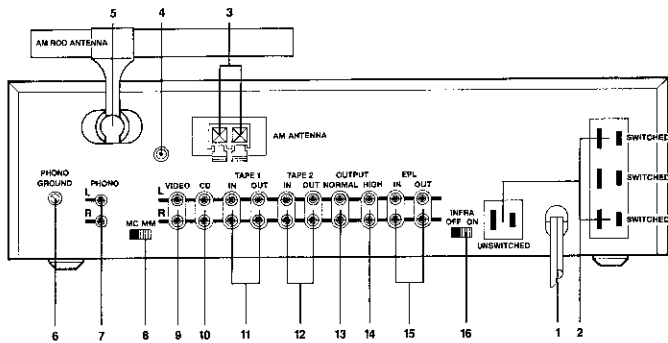 5 4 3
AM ROD ANTENNA
AM ANTENNA
SWITCHED
SWITCHED
SWITCHED
PHONO
GROUND
PHONO
L
R
MC MM
L
R
VIDEO
CD
TAPE 1
IN OUT
TAPE 2
IN OUT
OUTPUT
NORMAL HIGH
EPL
IN OUT
INFRA
OFF ON
UNSWITCHED
6 7 8 9 10 11 12 13 14 15 16 1 2